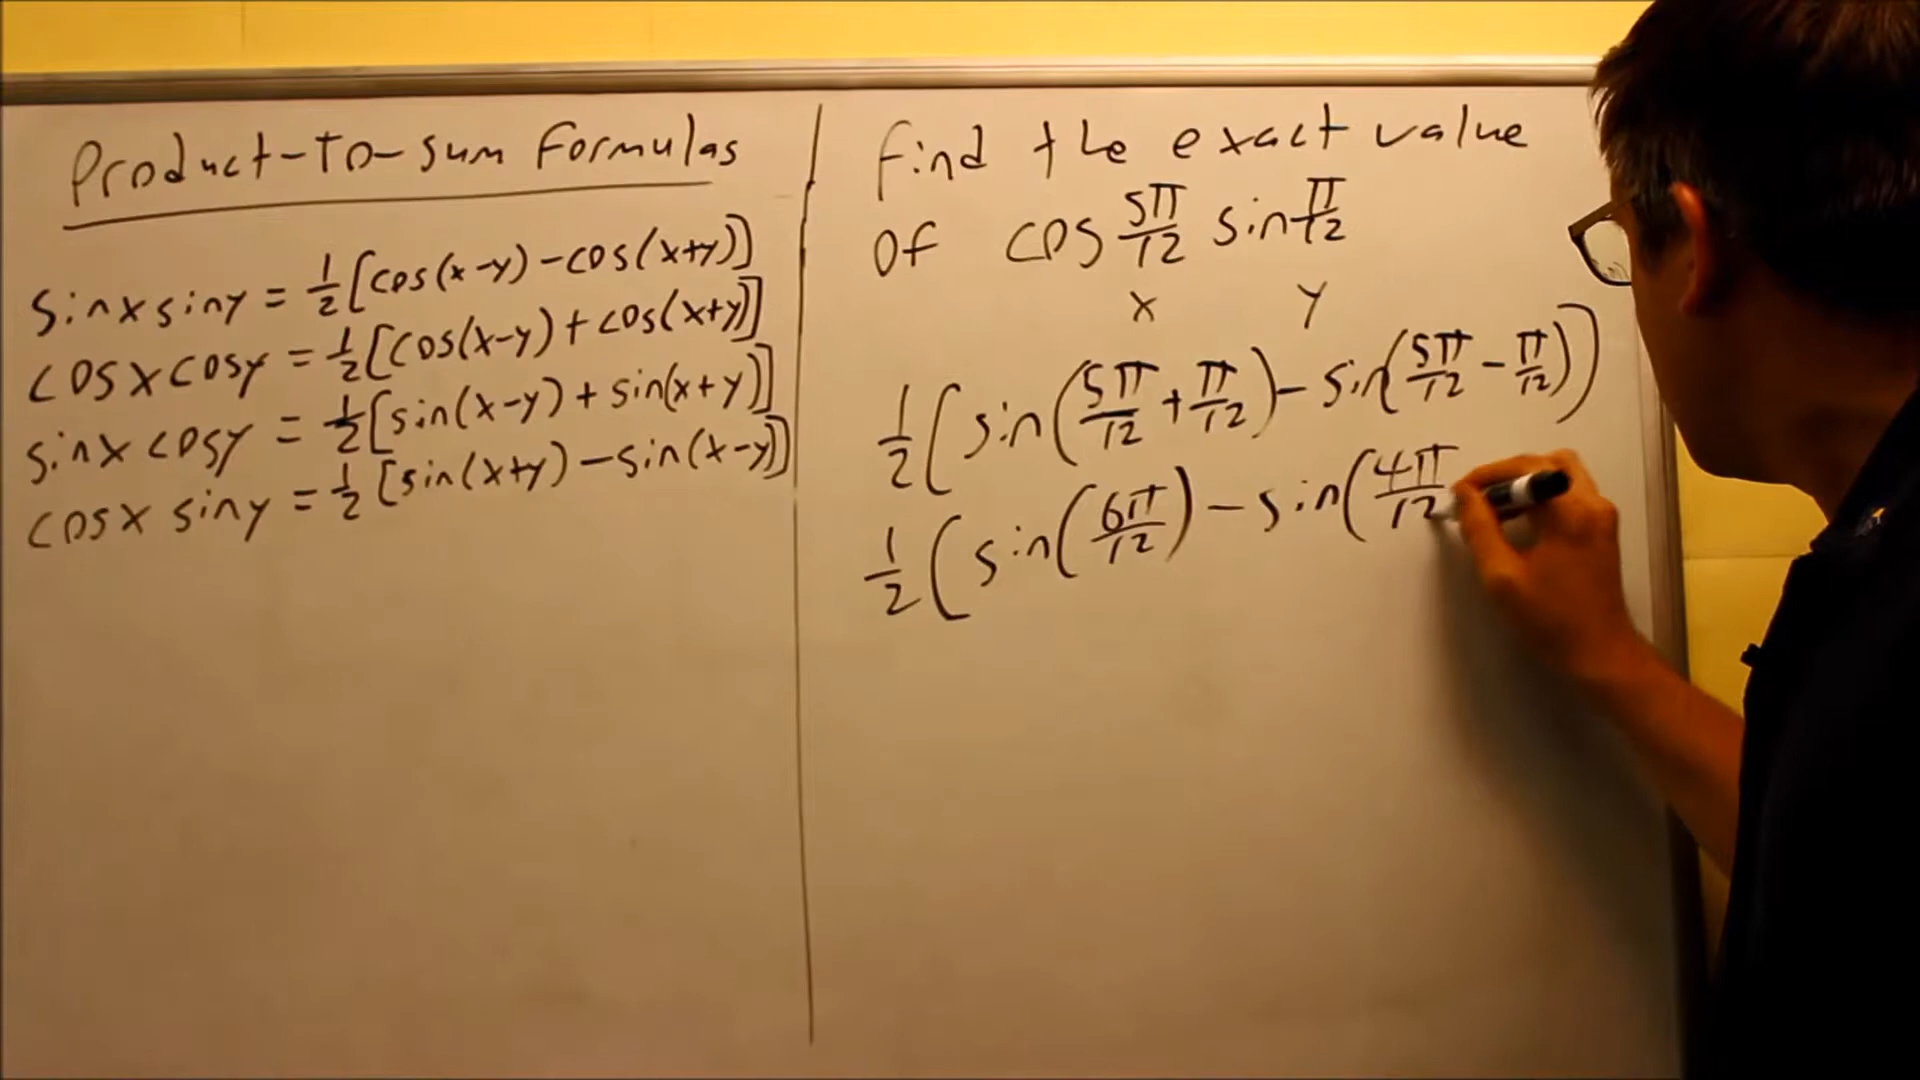 Product-to-sum formulas
sinx siny = 1/2[cos(x-y)-cos(x+y)]
cosx cosy = 1/2[cos(x-y)+cos(x+y)]
sinx cosy = 1/2[sin(x-y)+sin(x+y)]
cosx siny = 1/2[sin(x+y)-sin(x-y)]
Find the exact value
of cos 5π/12 sin π/12
x y
1/2(sin(5π/12+π/12)-sin(5π/12-π/12))
1/2(sin(6π/12)-sin(4π/12